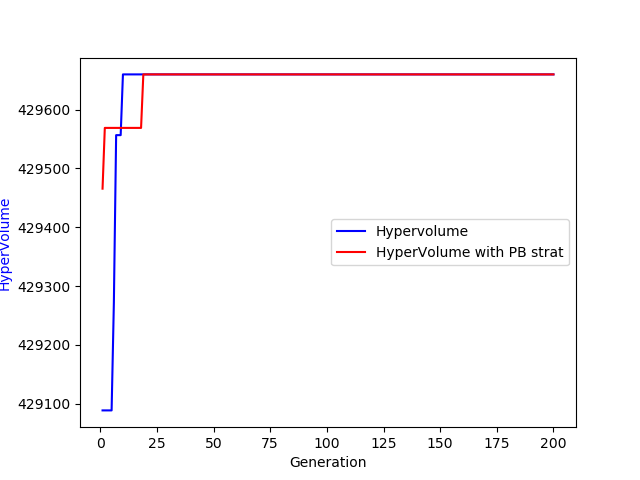 429600
429500
429400
429300
429200
429100
HyperVolume
Hypervolume
HyperVolume with PB strat
0 25 50 75 100 125 150 175 200
Generation